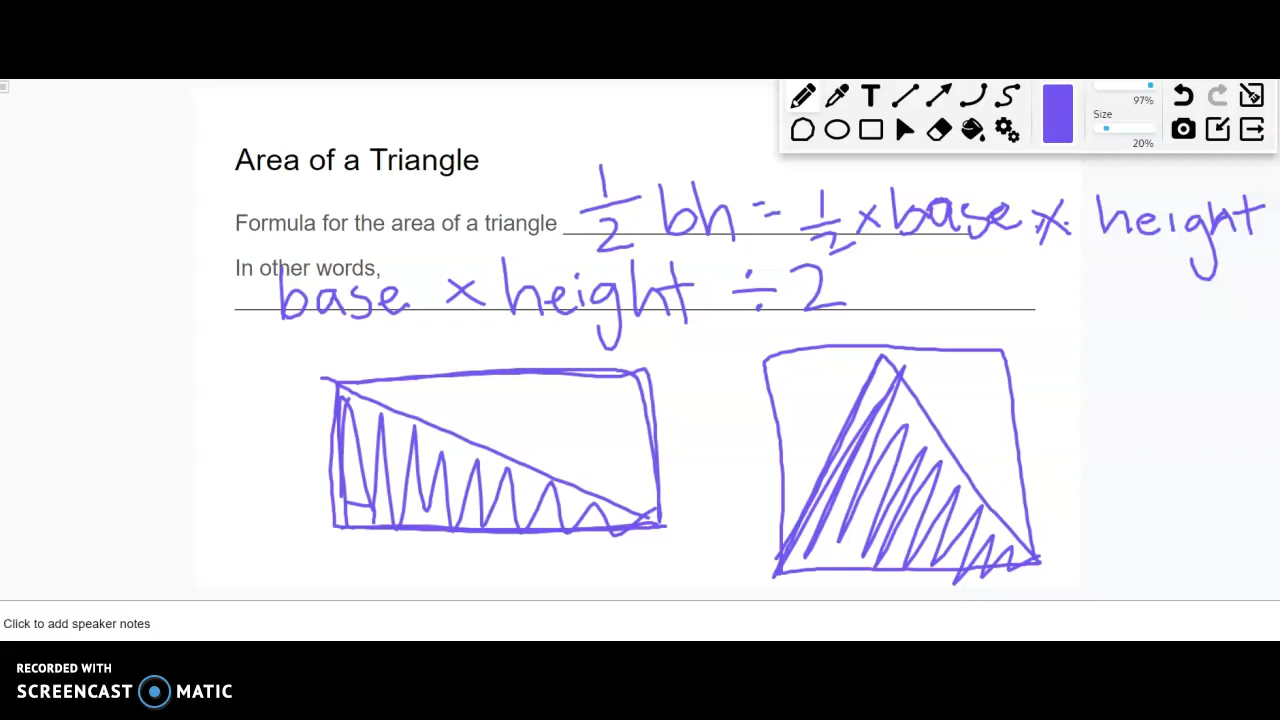 T
97%
Size
20%
Area of a Triangle
Formula for the area of a triangle 1/2 bh = 1/2 × base × height
In other words,
base × height ÷ 2
Click to add speaker notes
RECORDED WITH
SCREENCAST MATIC